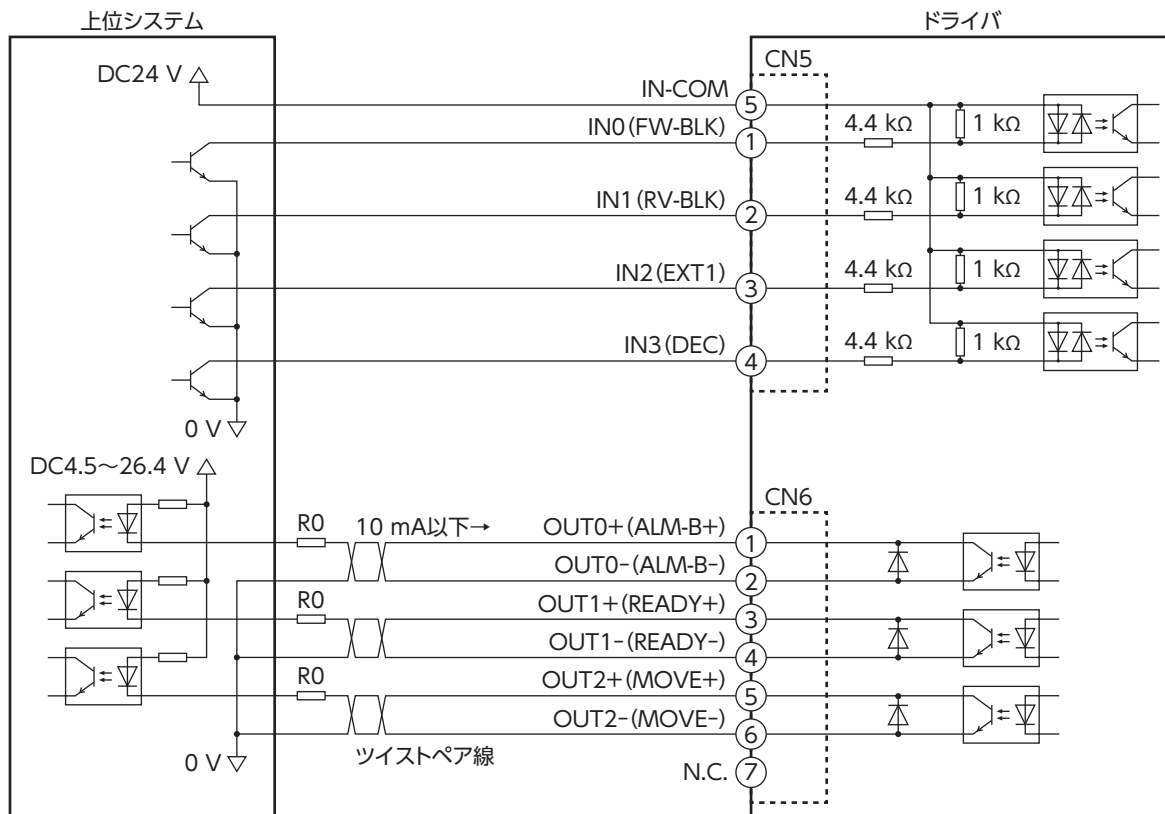 上位システム
ドライバ
DC24 V
CN5
IN-COM
5
IN0(FW-BLK)
1
4.4 kΩ
1 kΩ
IN1(RV-BLK)
2
4.4 kΩ
1 kΩ
IN2(EXT1)
3
4.4 kΩ
1 kΩ
IN3(DEC)
4
4.4 kΩ
1 kΩ
0 V
DC4.5～26.4 V
CN6
R0
10 mA以下→
OUT0+(ALM-B+)
1
OUT0-(ALM-B-)
2
R0
OUT1+(READY+)
3
OUT1-(READY-)
4
R0
OUT2+(MOVE+)
5
OUT2-(MOVE-)
6
0 V
ツイストペア線
N.C.
7